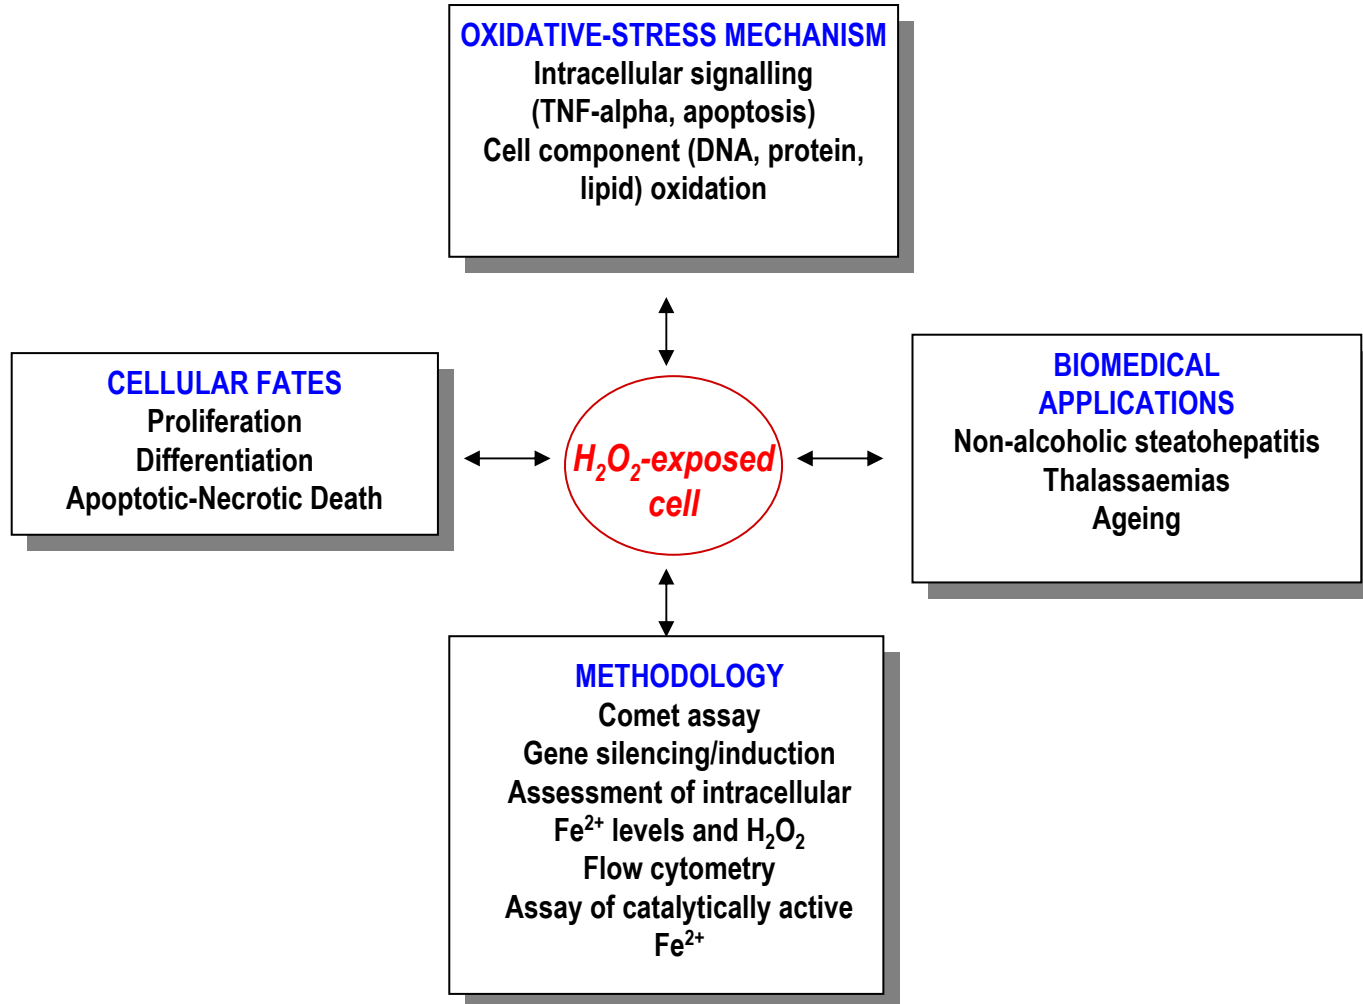 OXIDATIVE-STRESS MECHANISM
Intracellular signalling
(TNF-alpha, apoptosis)
Cell component (DNA, protein,
lipid) oxidation
CELLULAR FATES
Proliferation
Differentiation
Apoptotic-Necrotic Death
H₂O₂-exposed
cell
BIOMEDICAL
APPLICATIONS
Non-alcoholic steatohepatitis
Thalassaemias
Ageing
METHODOLOGY
Comet assay
Gene silencing/induction
Assessment of intracellular
Fe²⁺ levels and H₂O₂
Flow cytometry
Assay of catalytically active
Fe²⁺